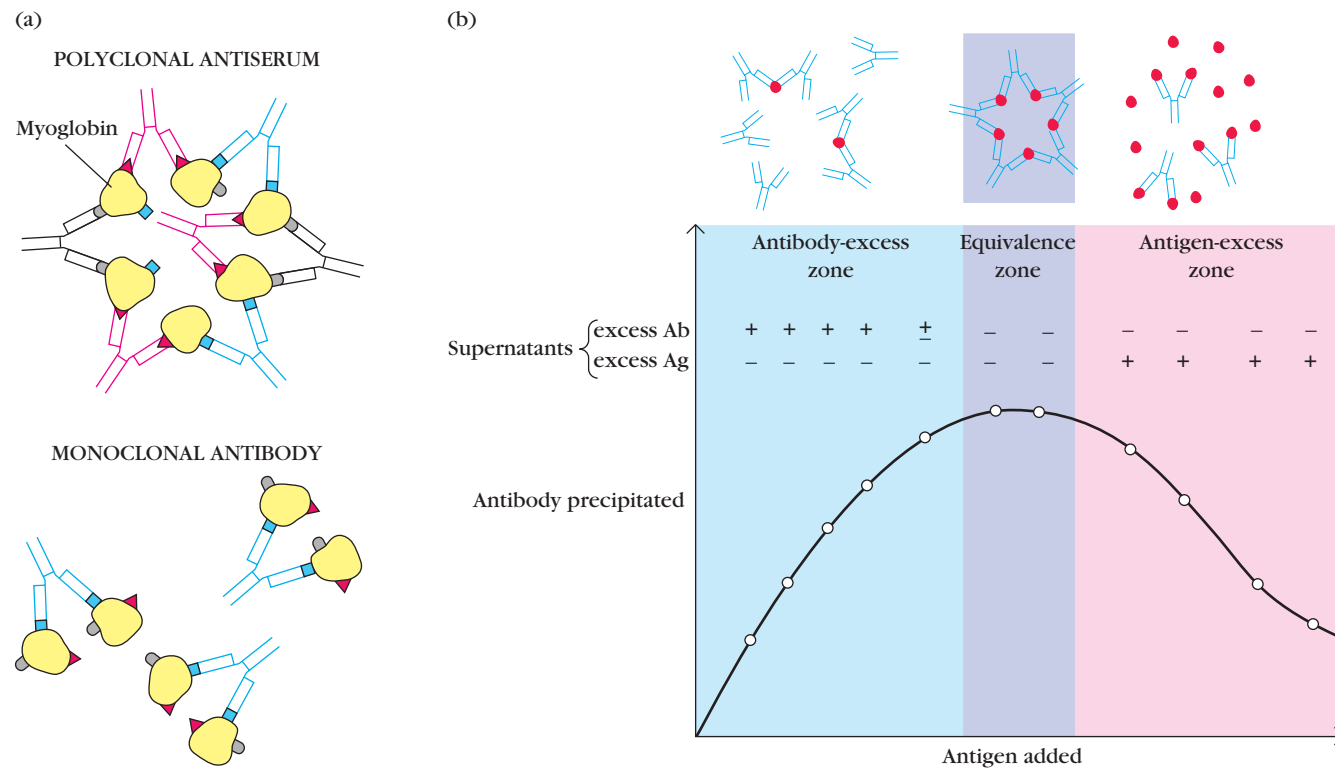 (a)
POLYCLONAL ANTISERUM
Myoglobin
MONOCLONAL ANTIBODY
(b)
Antibody-excess
zone
Equivalence
zone
Antigen-excess
zone
Supernatants
excess Ab + + + + ± – – – – – –
excess Ag – – – – – – – + + + +
Antibody precipitated
Antigen added